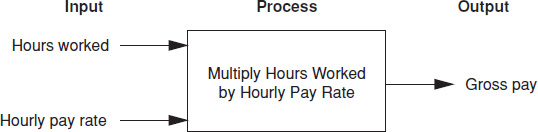 Input Process Output
Hours worked
Multiply Hours Worked
by Hourly Pay Rate
Gross pay
Hourly pay rate